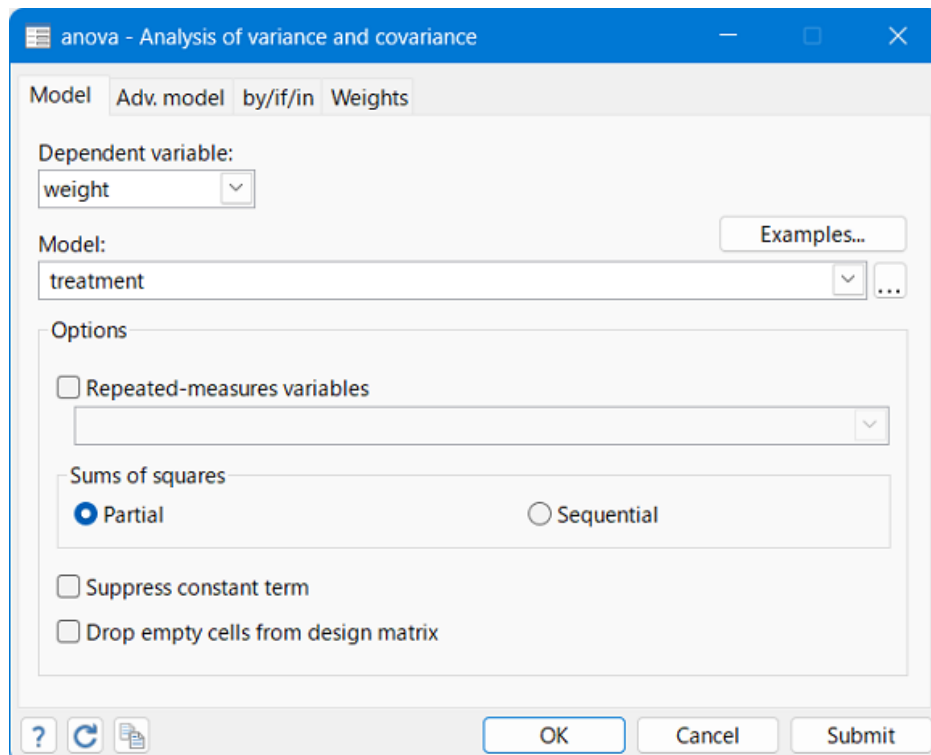 anova - Analysis of variance and covariance
Model Adv. model by/if/in Weights
Dependent variable:
weight
Examples...
Model:
treatment
...
Options
Repeated-measures variables
Sums of squares
Partial Sequential
Suppress constant term
Drop empty cells from design matrix
? OK Cancel Submit